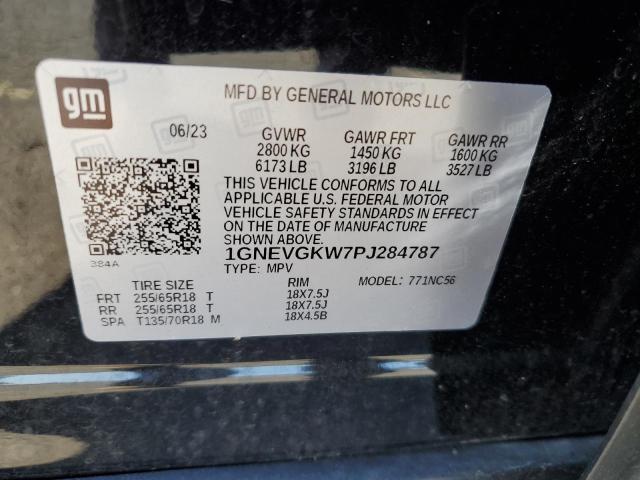 gm
MFD BY GENERAL MOTORS LLC
06/23 GVWR GAWR FRT GAWR RR
2800 KG 1450 KG 1600 KG
6173 LB 3196 LB 3527 LB
THIS VEHICLE CONFORMS TO ALL
APPLICABLE U.S. FEDERAL MOTOR
VEHICLE SAFETY STANDARDS IN EFFECT
ON THE DATE OF MANUFACTURE
SHOWN ABOVE.
384A 1GNEVGKW7PJ284787
TYPE: MPV MODEL: 771NC56
TIRE SIZE RIM
FRT 255/65R18 T 18X7.5J
RR 255/65R18 T 18X7.5J
SPA T135/70R18 M 18X4.5B